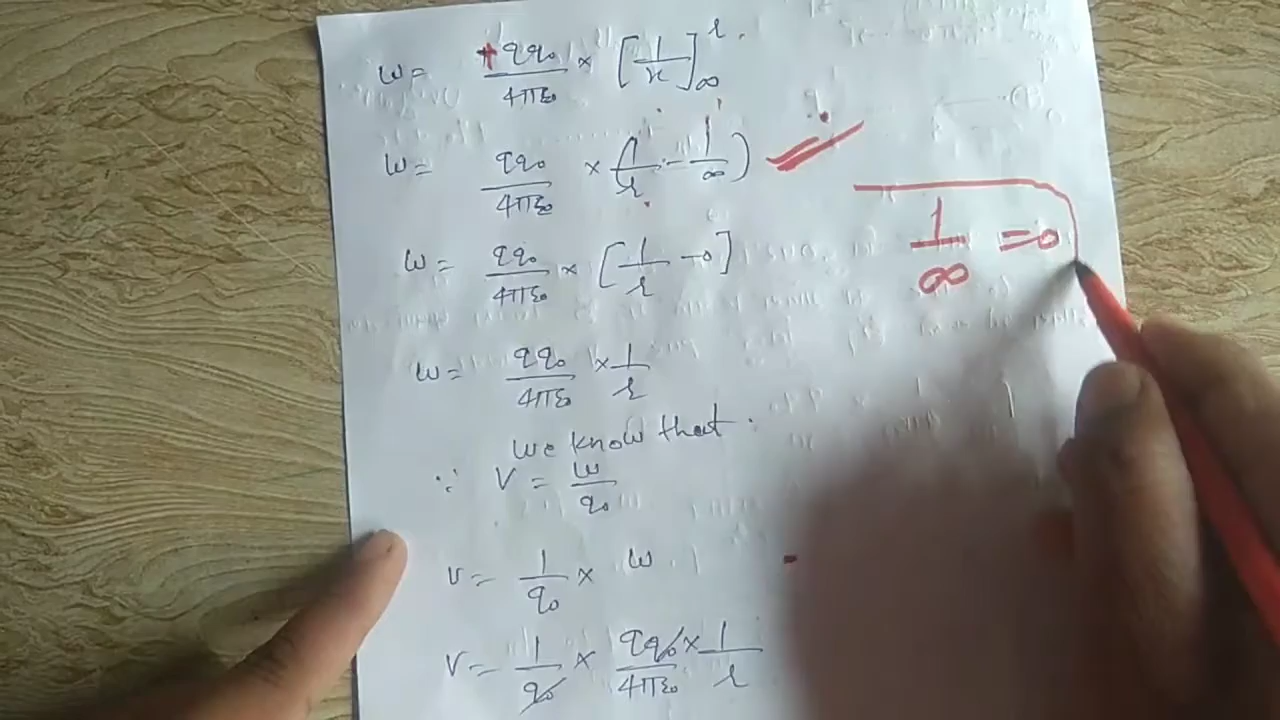 W = + qq₀/4πε₀ × [1/x]^r_∞
W = qq₀/4πε₀ × (1/r - 1/∞)
1/∞ = 0
W = qq₀/4πε₀ × [1/r - 0]
W = qq₀/4πε₀ × 1/r
We know that.
∵ V = W/q₀
V = 1/q₀ × W
V = 1/q₀ × qq₀/4πε₀ × 1/r